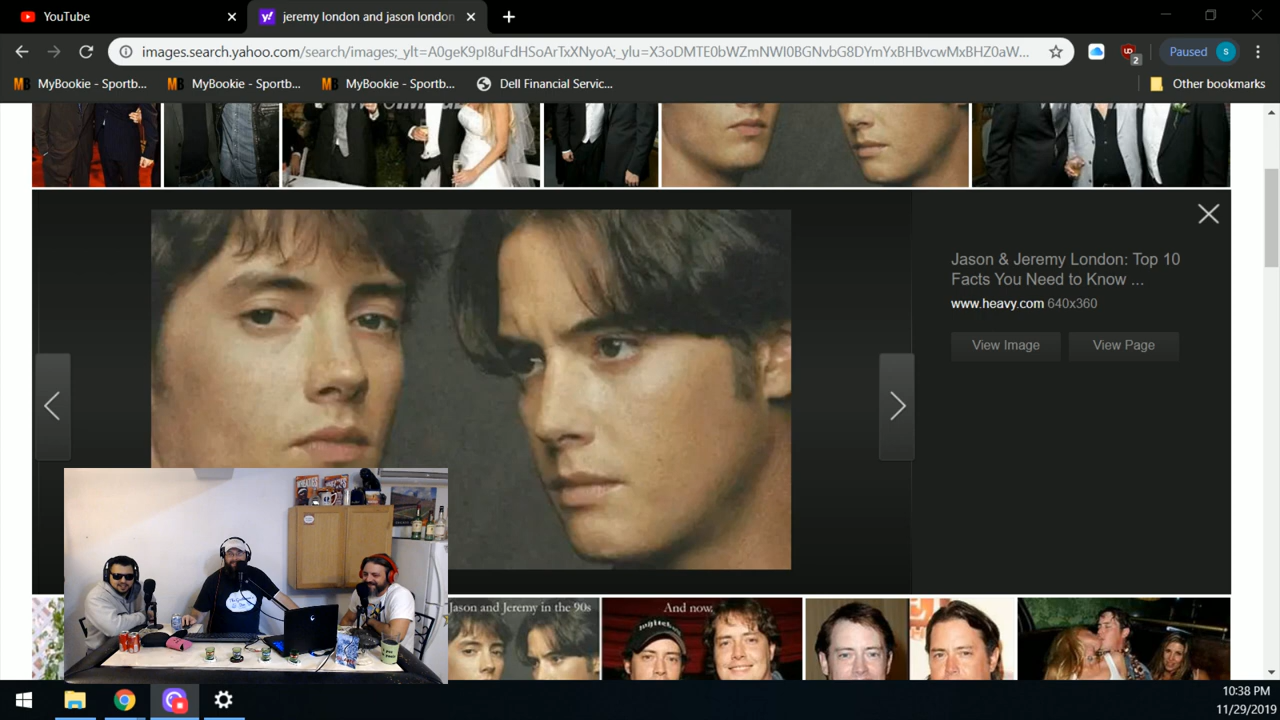 YouTube
jeremy london and jason london
images.search.yahoo.com/search/images;_ylt=A0geK9pI8uFdHSoArTxXNyoA;_ylu=X3oDMTE0bWZmNWI0BGNvbG8DYmYxBHBvcwMxBHZ0aW...
2
Paused
S
MyBookie - Sportb...
MyBookie - Sportb...
MyBookie - Sportb...
Dell Financial Servic...
Other bookmarks
Jason & Jeremy London: Top 10
Facts You Need to Know ...
www.heavy.com 640x360
View Image
View Page
WHEATIES
Jason and Jeremy in the 90s
And now.
10:38 PM
11/29/2019